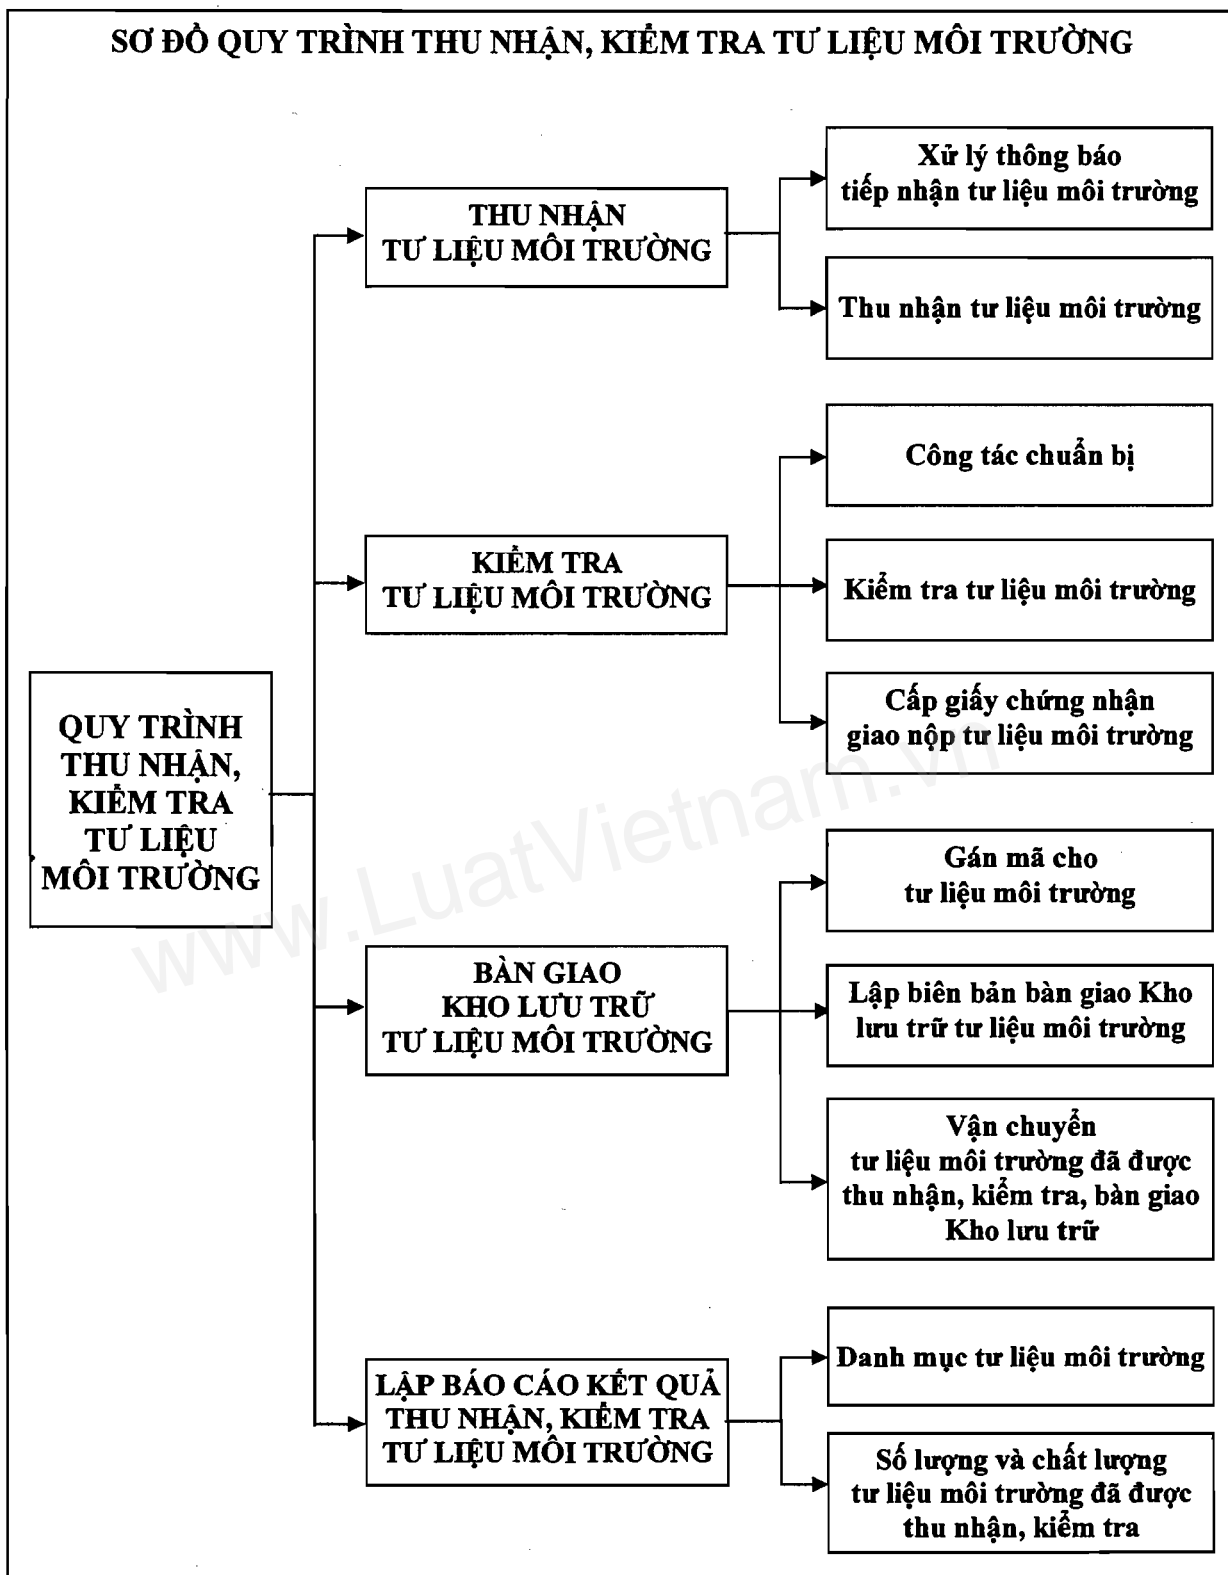 SƠ ĐỒ QUY TRÌNH THU NHẬN, KIỂM TRA TƯ LIỆU MÔI TRƯỜNG
QUY TRÌNH
THU NHẬN,
KIỂM TRA
TƯ LIỆU
MÔI TRƯỜNG
THU NHẬN
TƯ LIỆU MÔI TRƯỜNG
Xử lý thông báo
tiếp nhận tư liệu môi trường
Thu nhận tư liệu môi trường
KIỂM TRA
TƯ LIỆU MÔI TRƯỜNG
Công tác chuẩn bị
Kiểm tra tư liệu môi trường
Cấp giấy chứng nhận
giao nộp tư liệu môi trường
BÀN GIAO
KHO LƯU TRỮ
TƯ LIỆU MÔI TRƯỜNG
Gán mã cho
tư liệu môi trường
Lập biên bản bàn giao Kho
lưu trữ tư liệu môi trường
Vận chuyển
tư liệu môi trường đã được
thu nhận, kiểm tra, bàn giao
Kho lưu trữ
LẬP BÁO CÁO KẾT QUẢ
THU NHẬN, KIỂM TRA
TƯ LIỆU MÔI TRƯỜNG
Danh mục tư liệu môi trường
Số lượng và chất lượng
tư liệu môi trường đã được
thu nhận, kiểm tra
www.LuatVietnam.vn